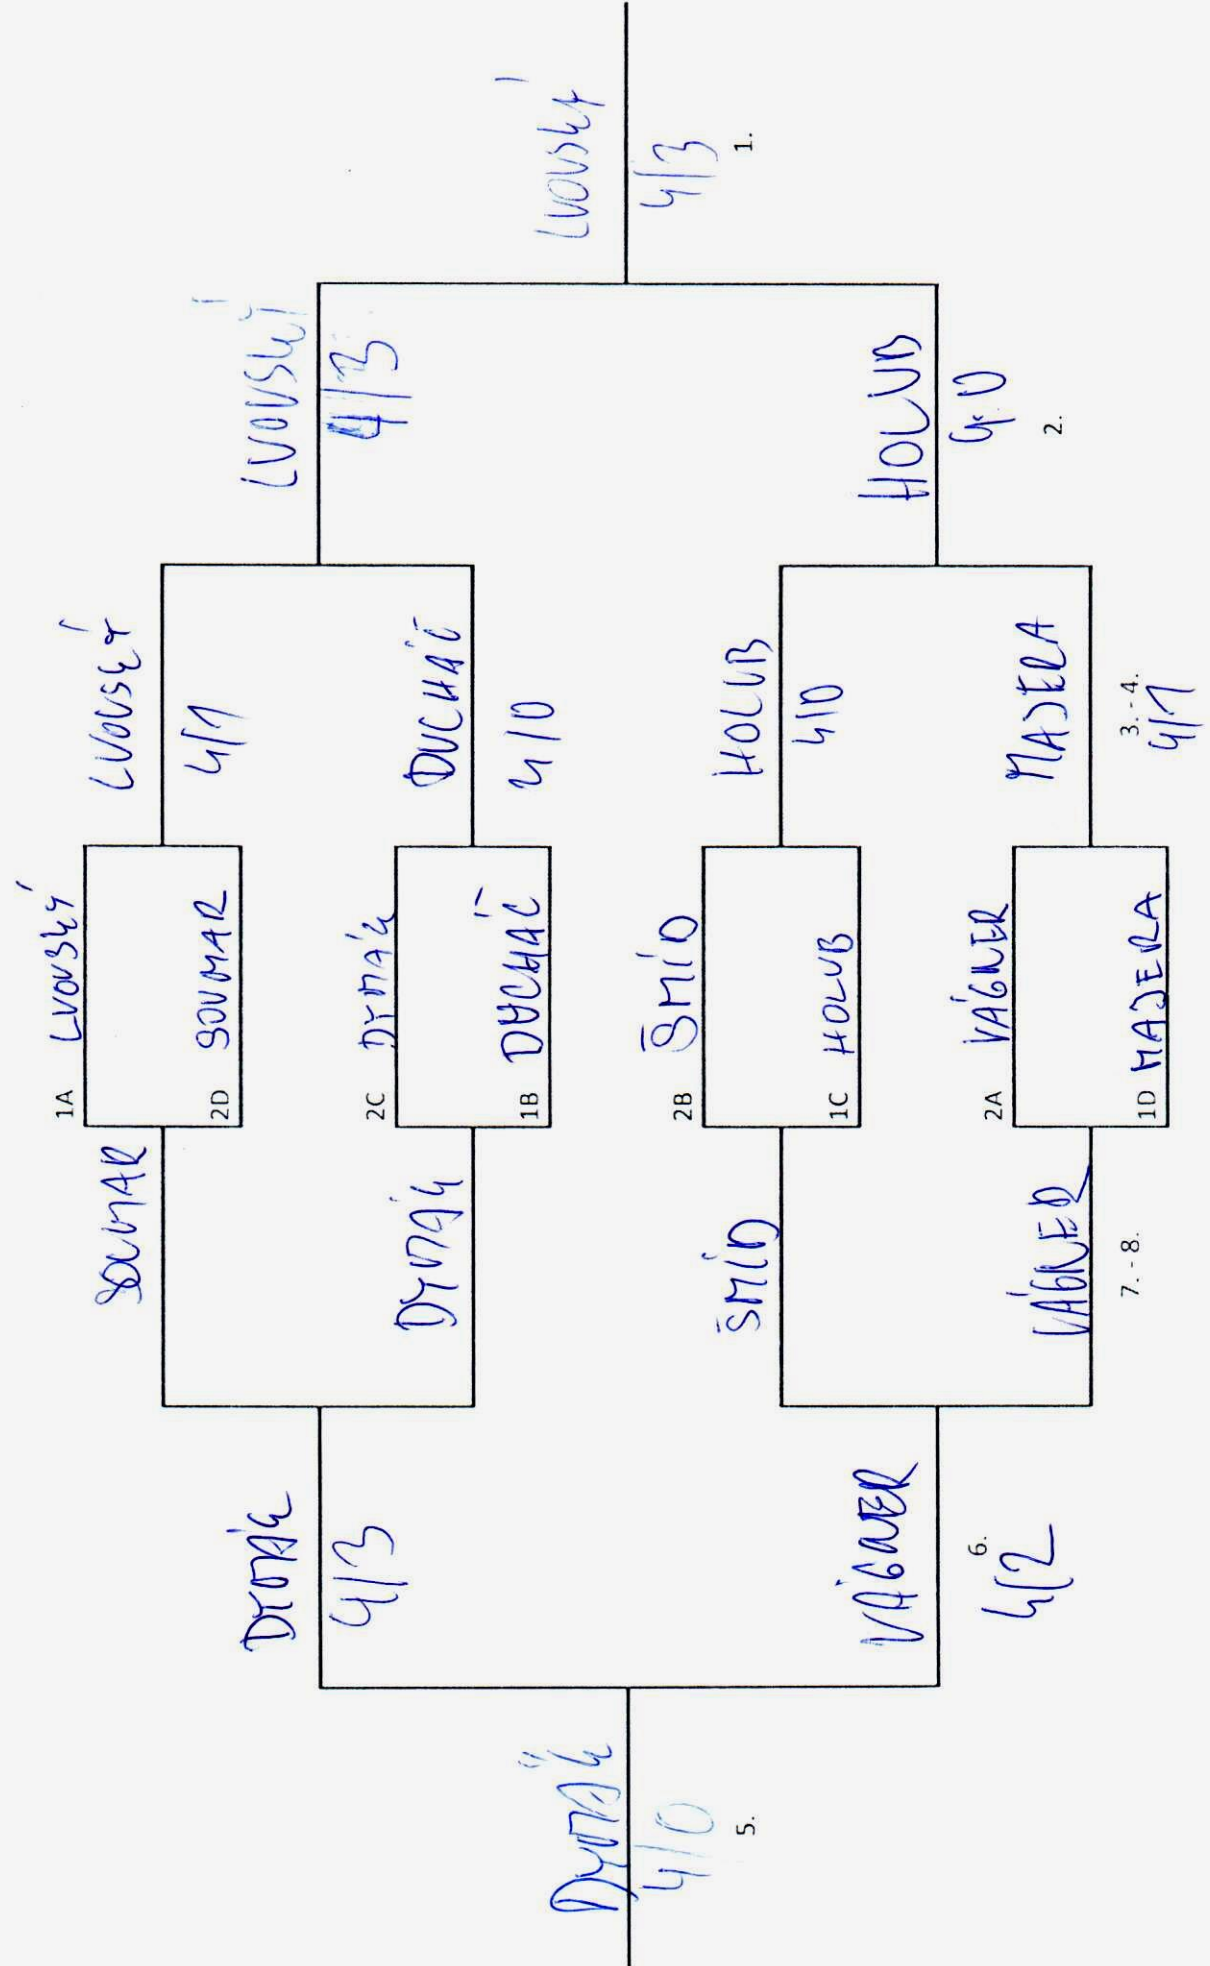 1A LVOVSKÝ
2D SOUMAR
2C DYMÁK
1B DUCHÁČ
2B ŠMÍD
1C HOLUB
2A VÁGNER
1D MAJERA
LVOVSKÝ
4/1
DUCHÁČ
4/0
HOLUB
4/0
MAJERA
3. - 4.
4/1
LVOVSKÝ
4/3
HOLUB
4:0
2.
LVOVSKÝ
4/3
1.
SOUMAR
DYMÁK
ŠMÍD
VÁGNER
7. - 8.
DYMÁK
4/3
VÁGNER
6.
4/2
DYMÁK
4/0
5.